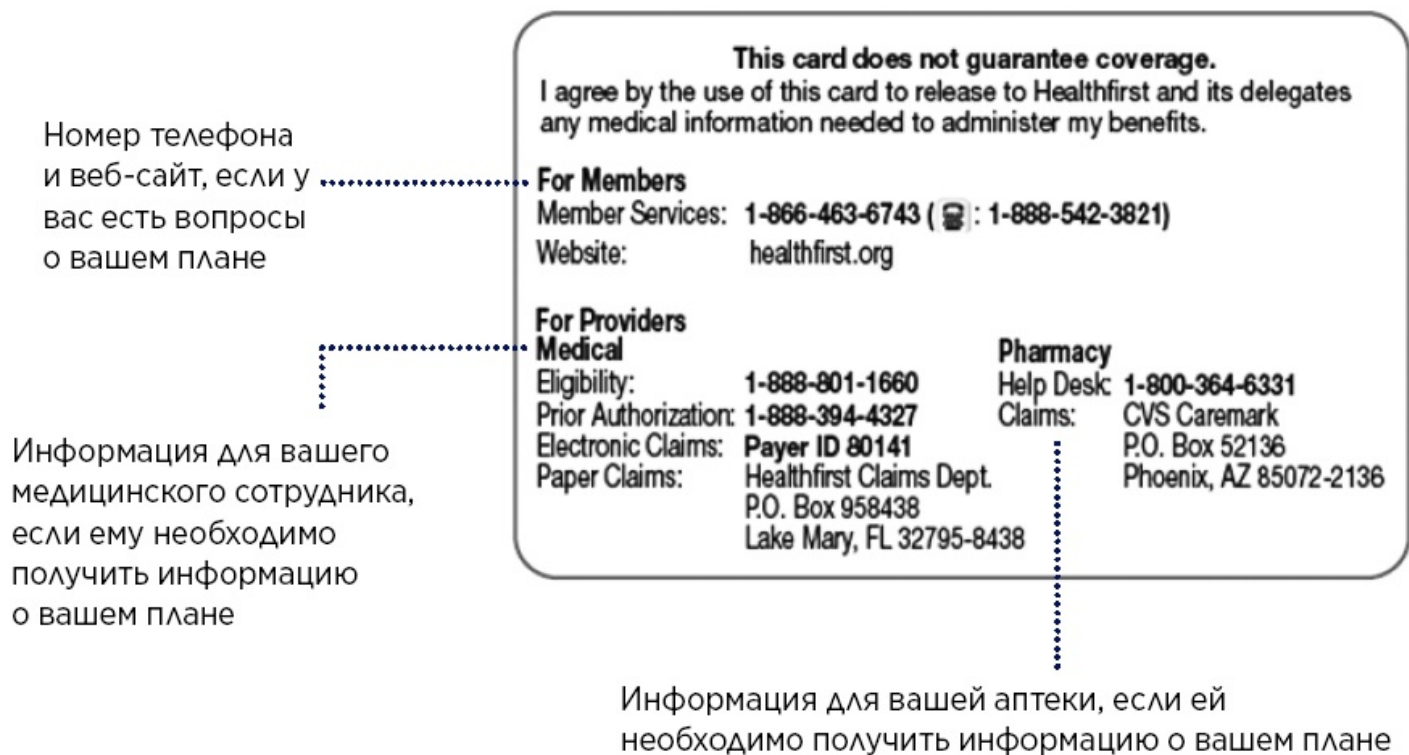 This card does not guarantee coverage.
I agree by the use of this card to release to Healthfirst and its delegates
any medical information needed to administer my benefits.
Номер телефона
и веб-сайт, если у
вас есть вопросы
о вашем плане
For Members
Member Services: 1-866-463-6743 ( : 1-888-542-3821)
Website: healthfirst.org
For Providers
Medical
Eligibility: 1-888-801-1660
Prior Authorization: 1-888-394-4327
Electronic Claims: Payer ID 80141
Paper Claims: Healthfirst Claims Dept.
P.O. Box 958438
Lake Mary, FL 32795-8438
Pharmacy
Help Desk: 1-800-364-6331
Claims: CVS Caremark
P.O. Box 52136
Phoenix, AZ 85072-2136
Информация для вашего
медицинского сотрудника,
если ему необходимо
получить информацию
о вашем плане
Информация для вашей аптеки, если ей
необходимо получить информацию о вашем плане